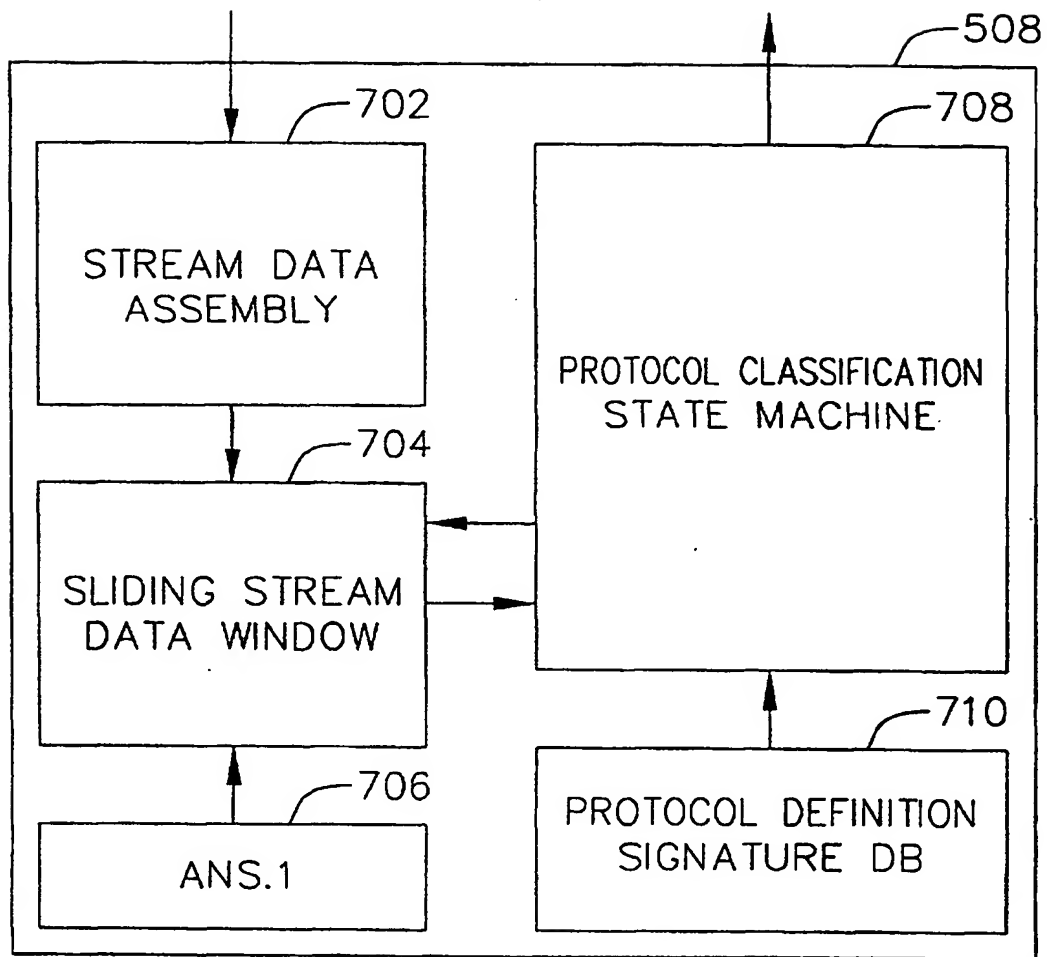 508
702
STREAM DATA
ASSEMBLY
704
SLIDING STREAM
DATA WINDOW
706
ANS.1
708
PROTOCOL CLASSIFICATION
STATE MACHINE
710
PROTOCOL DEFINITION
SIGNATURE DB